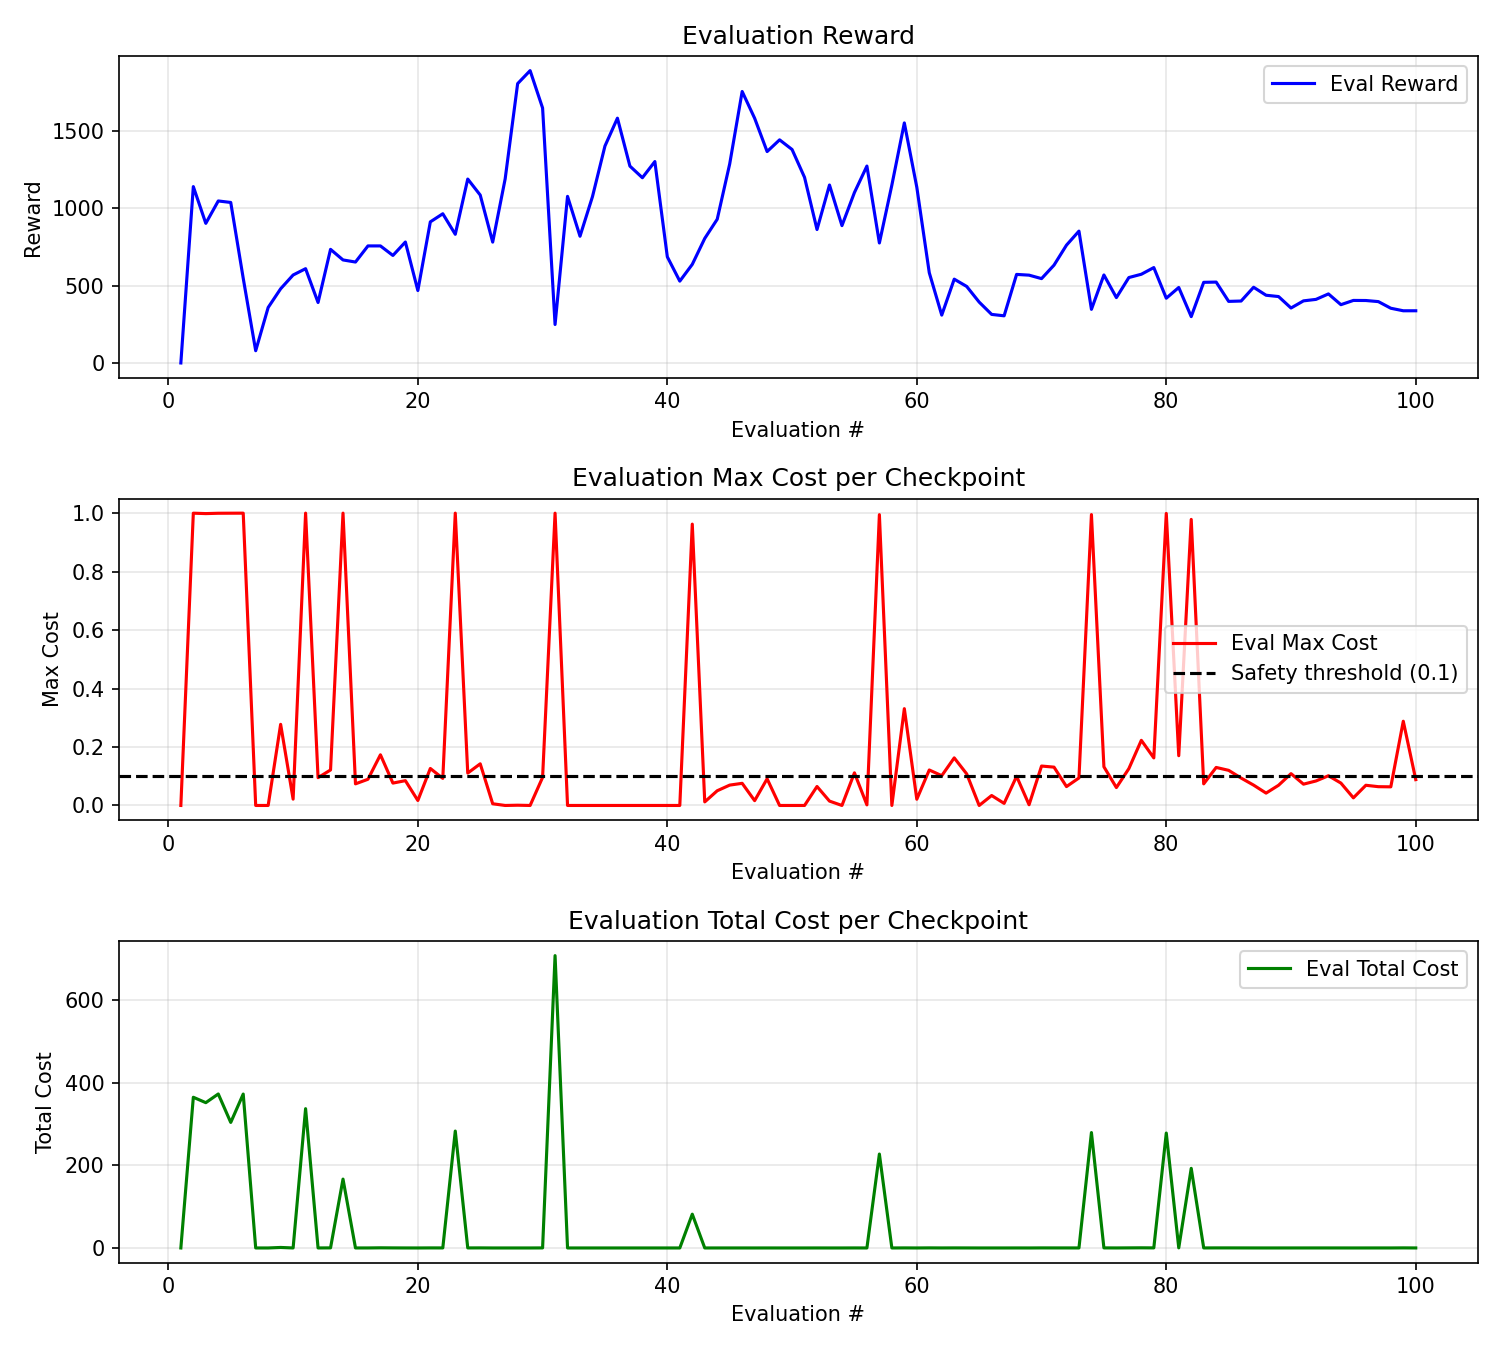 Evaluation Reward
Eval Reward
Reward
1500
1000
500
0
0 20 40 60 80 100
Evaluation #
Evaluation Max Cost per Checkpoint
Max Cost
1.0
0.8
0.6
0.4
0.2
0.0
Eval Max Cost
Safety threshold (0.1)
0 20 40 60 80 100
Evaluation #
Evaluation Total Cost per Checkpoint
Eval Total Cost
Total Cost
600
400
200
0
0 20 40 60 80 100
Evaluation #